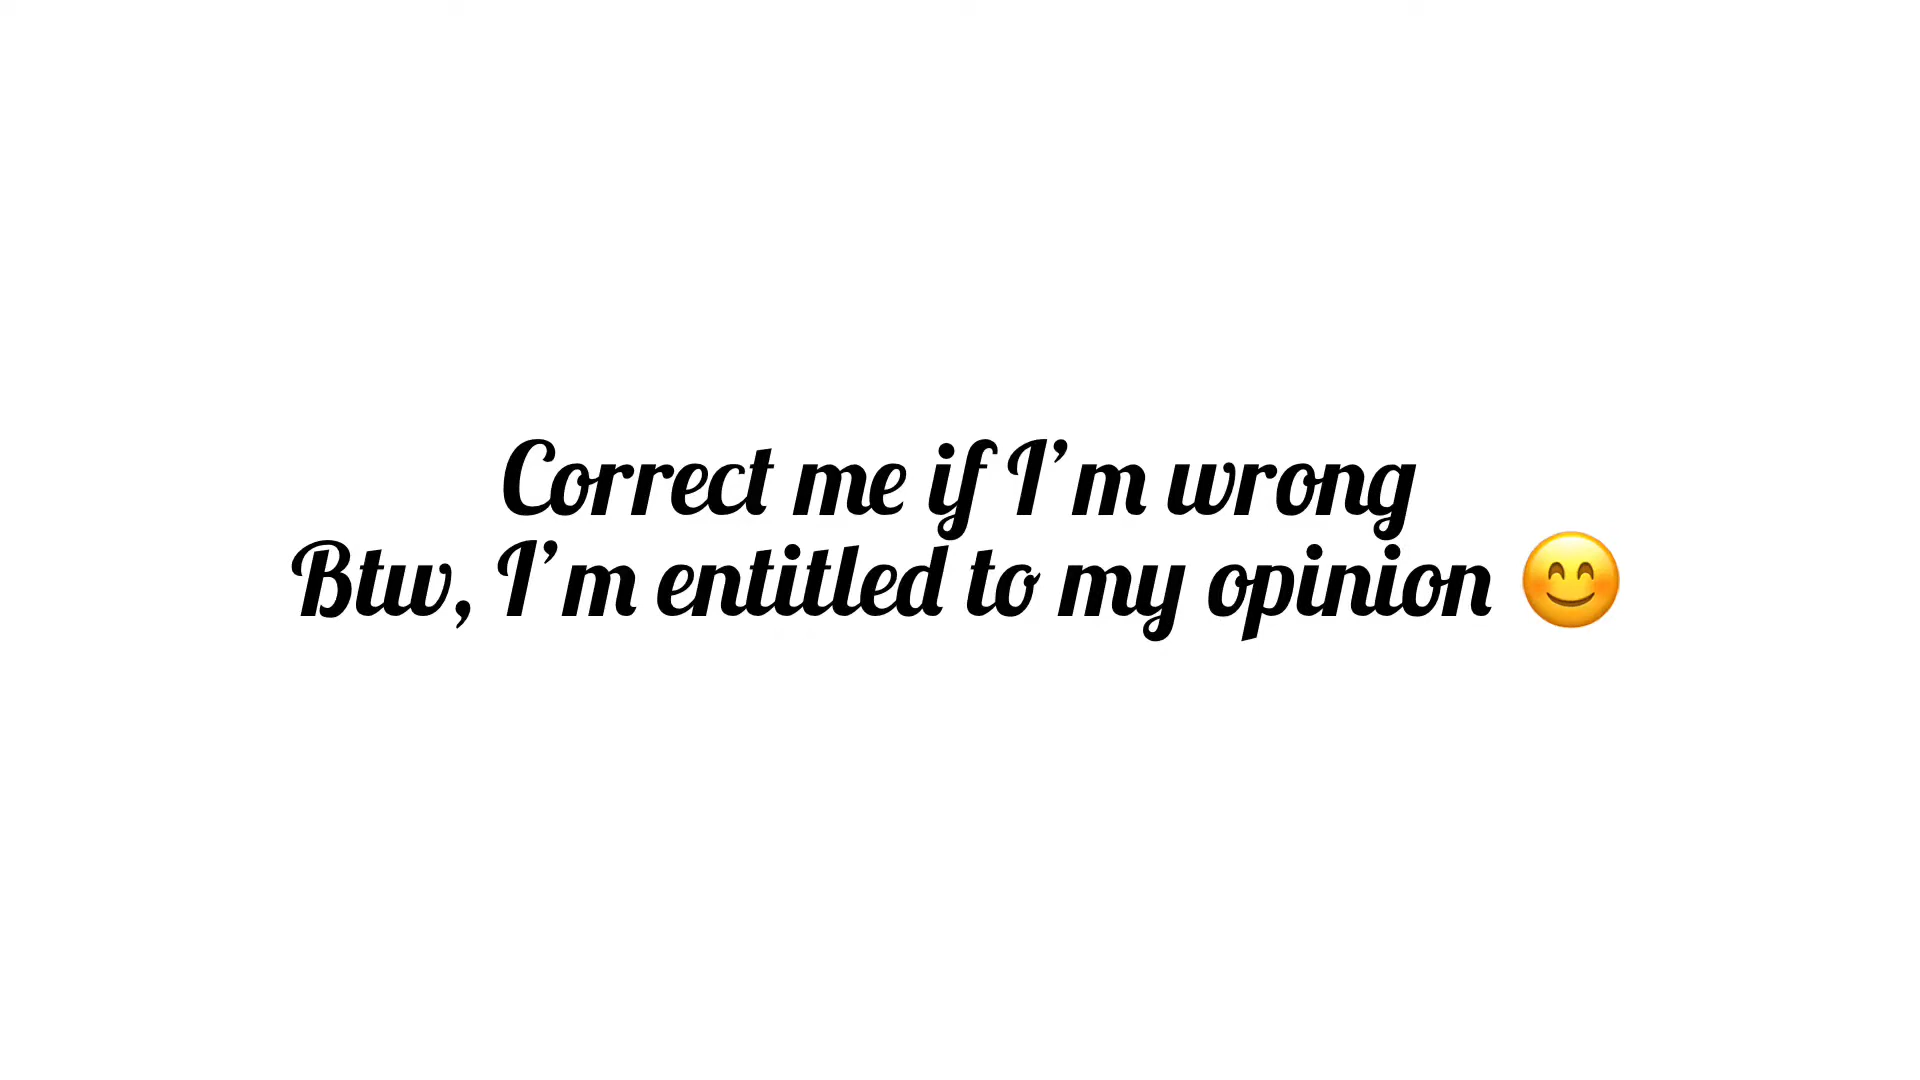 Correct me if I’m wrong
Btw, I’m entitled to my opinion 😊